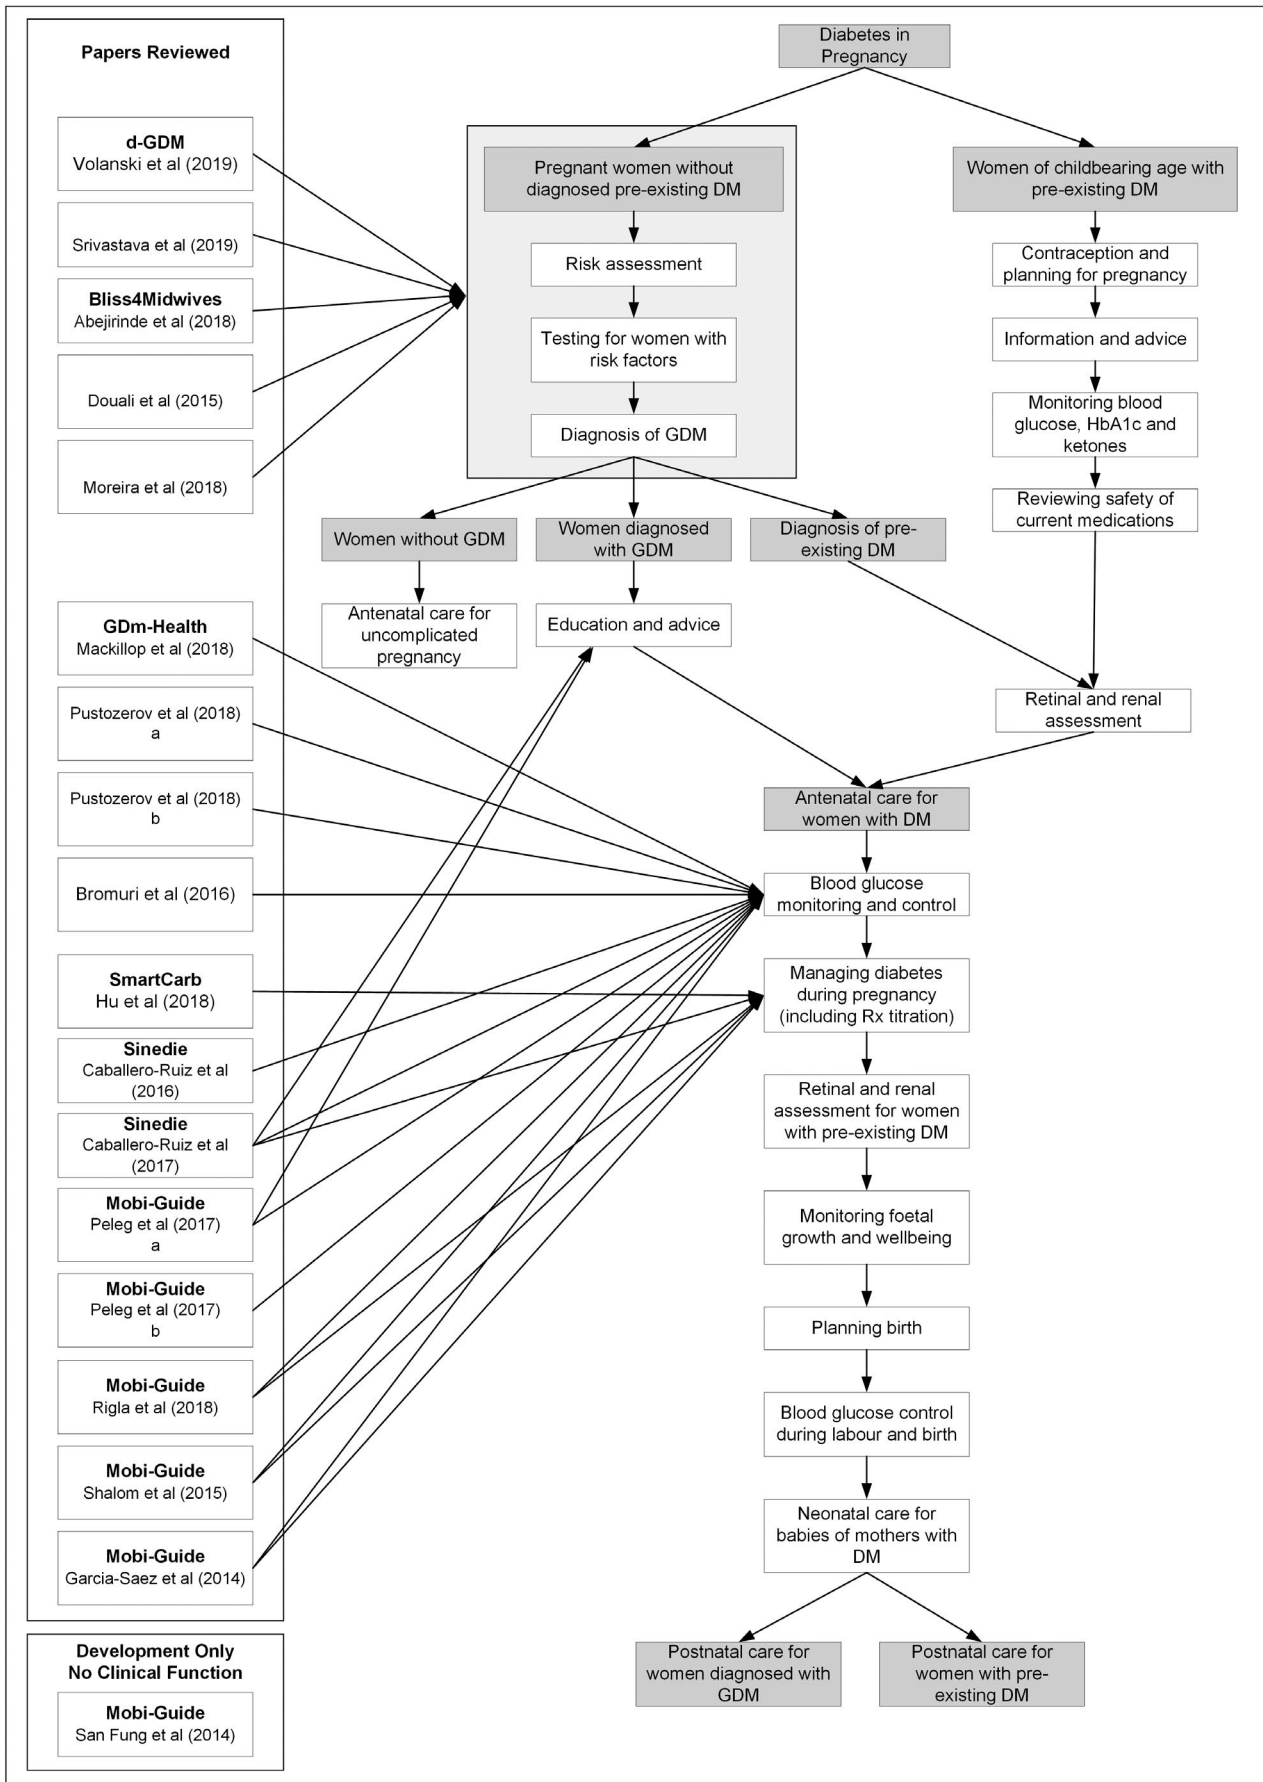 Papers Reviewed
d-GDM
Volanski et al (2019)
Srivastava et al (2019)
Bliss4Midwives
Abejirinde et al (2018)
Douali et al (2015)
Moreira et al (2018)
GDm-Health
Mackillop et al (2018)
Pustozerov et al (2018)
a
Pustozerov et al (2018)
b
Bromuri et al (2016)
SmartCarb
Hu et al (2018)
Sinedie
Caballero-Ruiz et al
(2016)
Sinedie
Caballero-Ruiz et al
(2017)
Mobi-Guide
Peleg et al (2017)
a
Mobi-Guide
Peleg et al (2017)
b
Mobi-Guide
Rigla et al (2018)
Mobi-Guide
Shalom et al (2015)
Mobi-Guide
Garcia-Saez et al (2014)
Development Only
No Clinical Function
Mobi-Guide
San Fung et al (2014)
Diabetes in
Pregnancy
Pregnant women without
diagnosed pre-existing DM
Risk assessment
Testing for women with
risk factors
Diagnosis of GDM
Women of childbearing age with
pre-existing DM
Contraception and
planning for pregnancy
Information and advice
Monitoring blood
glucose, HbA1c and
ketones
Reviewing safety of
current medications
Women without GDM
Antenatal care for
uncomplicated
pregnancy
Women diagnosed
with GDM
Education and advice
Diagnosis of pre-
existing DM
Retinal and renal
assessment
Antenatal care for
women with DM
Blood glucose
monitoring and control
Managing diabetes
during pregnancy
(including Rx titration)
Retinal and renal
assessment for women
with pre-existing DM
Monitoring foetal
growth and wellbeing
Planning birth
Blood glucose control
during labour and birth
Neonatal care for
babies of mothers with
DM
Postnatal care for
women diagnosed with
GDM
Postnatal care for
women with pre-
existing DM